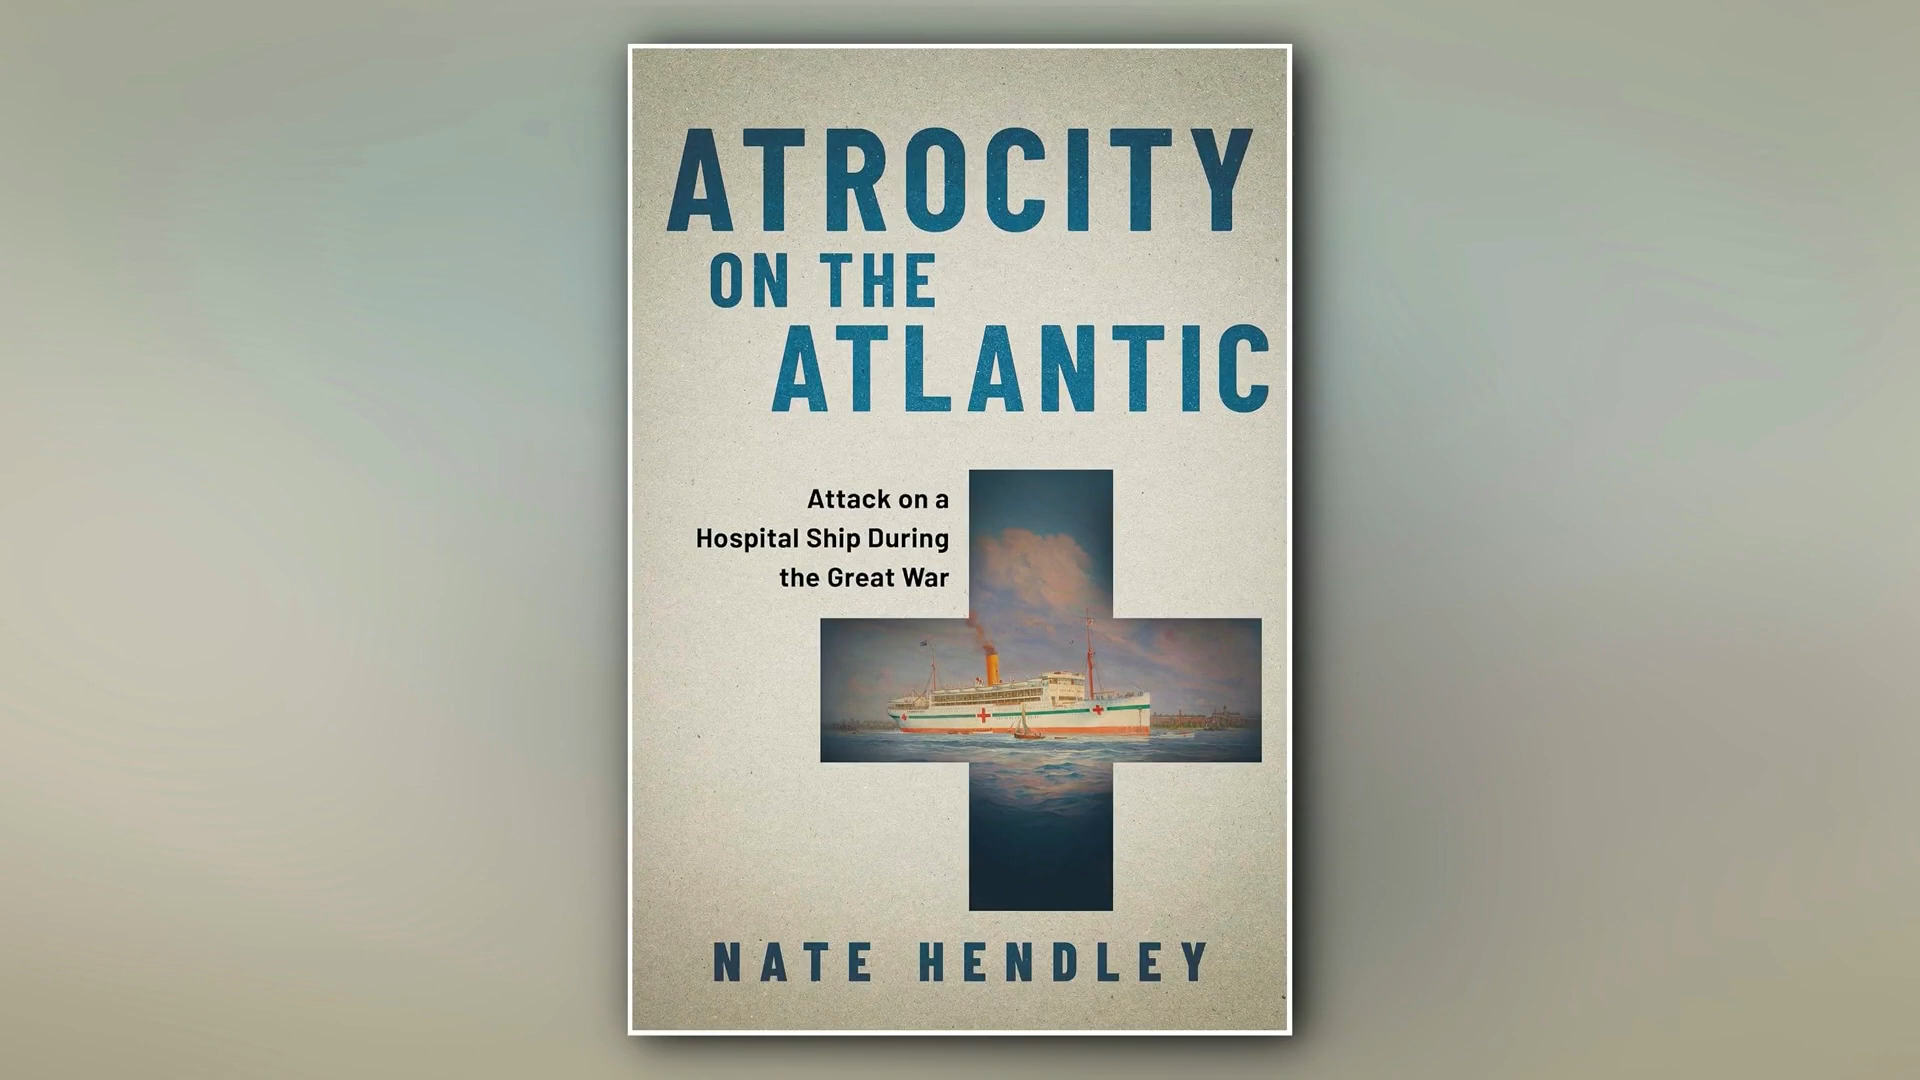 ATROCITY
ON THE
ATLANTIC
Attack on a
Hospital Ship During
the Great War
NATE HENDLEY